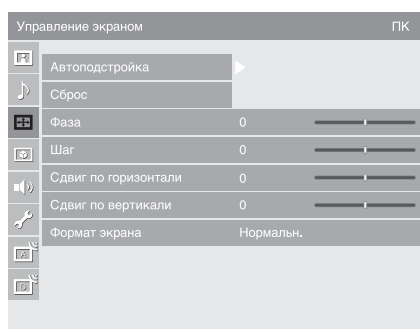 Управление экраном ПК
Автоподстройка
Сброс
Фаза 0
Шаг 0
Сдвиг по горизонтали 0
Сдвиг по вертикали 0
Формат экрана Нормальн.
A
D